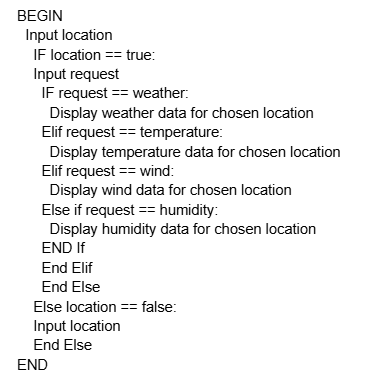 BEGIN
Input location
IF location == true:
Input request
IF request == weather:
Display weather data for chosen location
Elif request == temperature:
Display temperature data for chosen location
Elif request == wind:
Display wind data for chosen location
Else if request == humidity:
Display humidity data for chosen location
END If
End Elif
End Else
Else location == false:
Input location
End Else
END